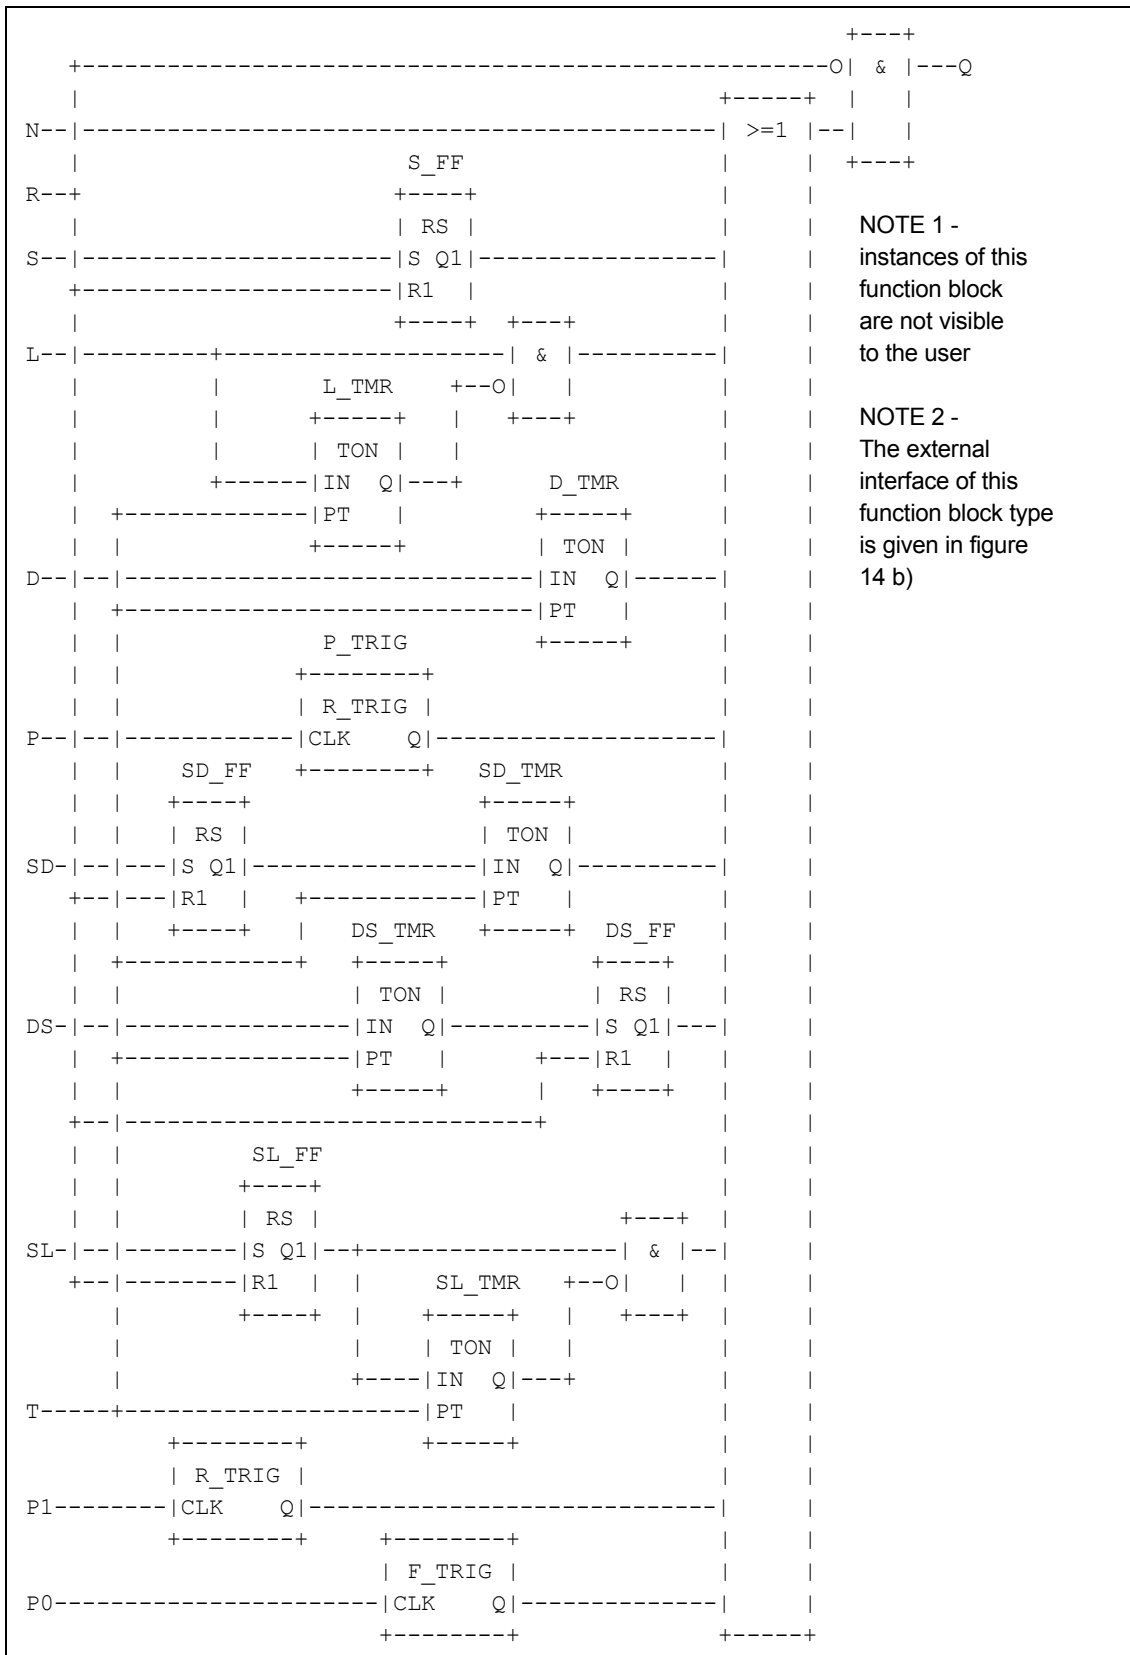 +---+
    +-----------------------------------------------------O| & |---Q
    |                                              +-----+  |   |
N--|---------------------------------------------| >=1 |--|   |
    |                       S_FF                  |     |  +---+
R--+                      +----+                 |     |
    |                      | RS |                 |     |   NOTE 1 -
S--|----------------------|S Q1|-----------------|     |   instances of this
    +----------------------|R1  |                 |     |   function block
    |                      +----+  +---+          |     |   are not visible
L--|---------+--------------------| & |----------|     |   to the user
    |         |       L_TMR    +--O|   |          |     |
    |         |      +-----+   |   +---+          |     |   NOTE 2 -
    |         |      | TON |   |                  |     |   The external
    |         +------|IN  Q|---+      D_TMR       |     |   interface of this
    |  +-------------|PT   |         +-----+      |     |   function block type
    |  |             +-----+         | TON |      |     |   is given in figure
D--|--|-----------------------------|IN  Q|------|     |   14 b)
    |  +-----------------------------|PT   |      |     |
    |  |              P_TRIG         +-----+      |     |
    |  |            +--------+                    |     |
    |  |            | R_TRIG |                    |     |
P--|--|------------|CLK    Q|--------------------|     |
    |  |    SD_FF   +--------+   SD_TMR           |     |
    |  |   +----+                +-----+          |     |
    |  |   | RS |                | TON |          |     |
SD-|--|---|S Q1|----------------|IN  Q|----------|     |
    +--|---|R1  |   +------------|PT   |          |     |
    |  |   +----+   |   DS_TMR   +-----+  DS_FF   |     |
    |  +------------+   +-----+          +----+   |     |
    |  |                | TON |          | RS |   |     |
DS-|--|----------------|IN  Q|----------|S Q1|---|     |
    |  +----------------|PT   |      +---|R1  |   |     |
    |  |                +-----+      |   +----+   |     |
    +--|-----------------------------+            |     |
    |  |         SL_FF                            |     |
    |  |        +----+                            |     |
    |  |        | RS |                     +---+  |     |
SL-|--|--------|S Q1|--+------------------| & |--|     |
    +--|--------|R1  |  |     SL_TMR   +--O|   |  |     |
       |        +----+  |    +-----+   |   +---+  |     |
       |                |    | TON |   |          |     |
       |                +----|IN  Q|---+          |     |
T-----+---------------------|PT   |              |     |
           +--------+        +-----+              |     |
           | R_TRIG |                             |     |
P1--------|CLK    Q|-----------------------------|     |
           +--------+     +--------+              |     |
                          | F_TRIG |              |     |
P0-----------------------|CLK    Q|--------------|     |
                          +--------+              +-----+